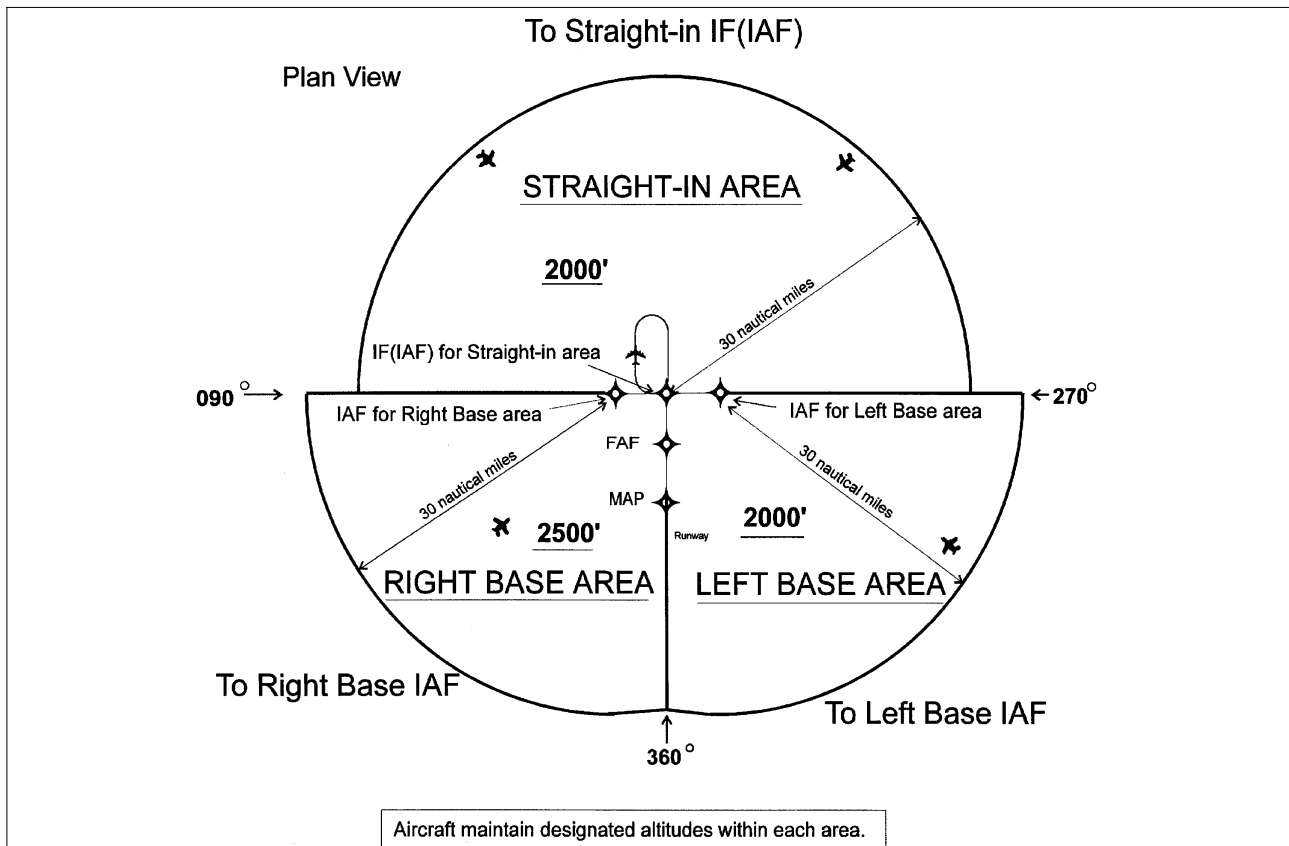 To Straight-in IF(IAF)
Plan View
STRAIGHT-IN AREA
2000'
30 nautical miles
IF(IAF) for Straight-in area
090°
270°
IAF for Right Base area
IAF for Left Base area
FAF
30 nautical miles
30 nautical miles
MAP
2500'
Runway
2000'
RIGHT BASE AREA
LEFT BASE AREA
To Right Base IAF
To Left Base IAF
360°
Aircraft maintain designated altitudes within each area.